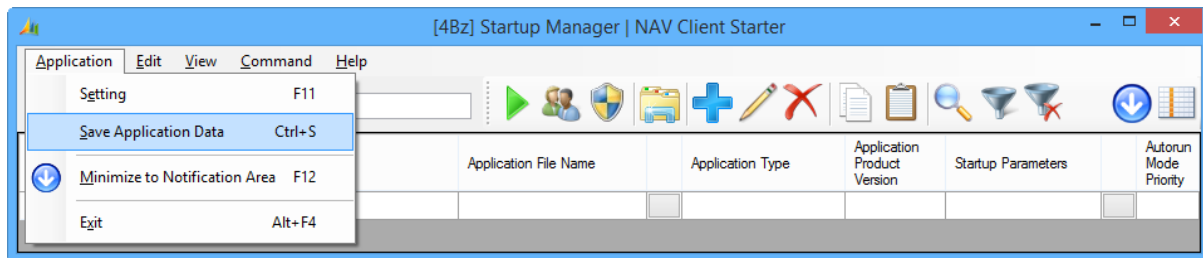 [4Bz] Startup Manager | NAV Client Starter
Application Edit View Command Help
Setting F11
Save Application Data Ctrl+S
Minimize to Notification Area F12
Exit Alt+F4
Application File Name
Application Type
Application
Product
Version
Startup Parameters
Autorun
Mode
Priority